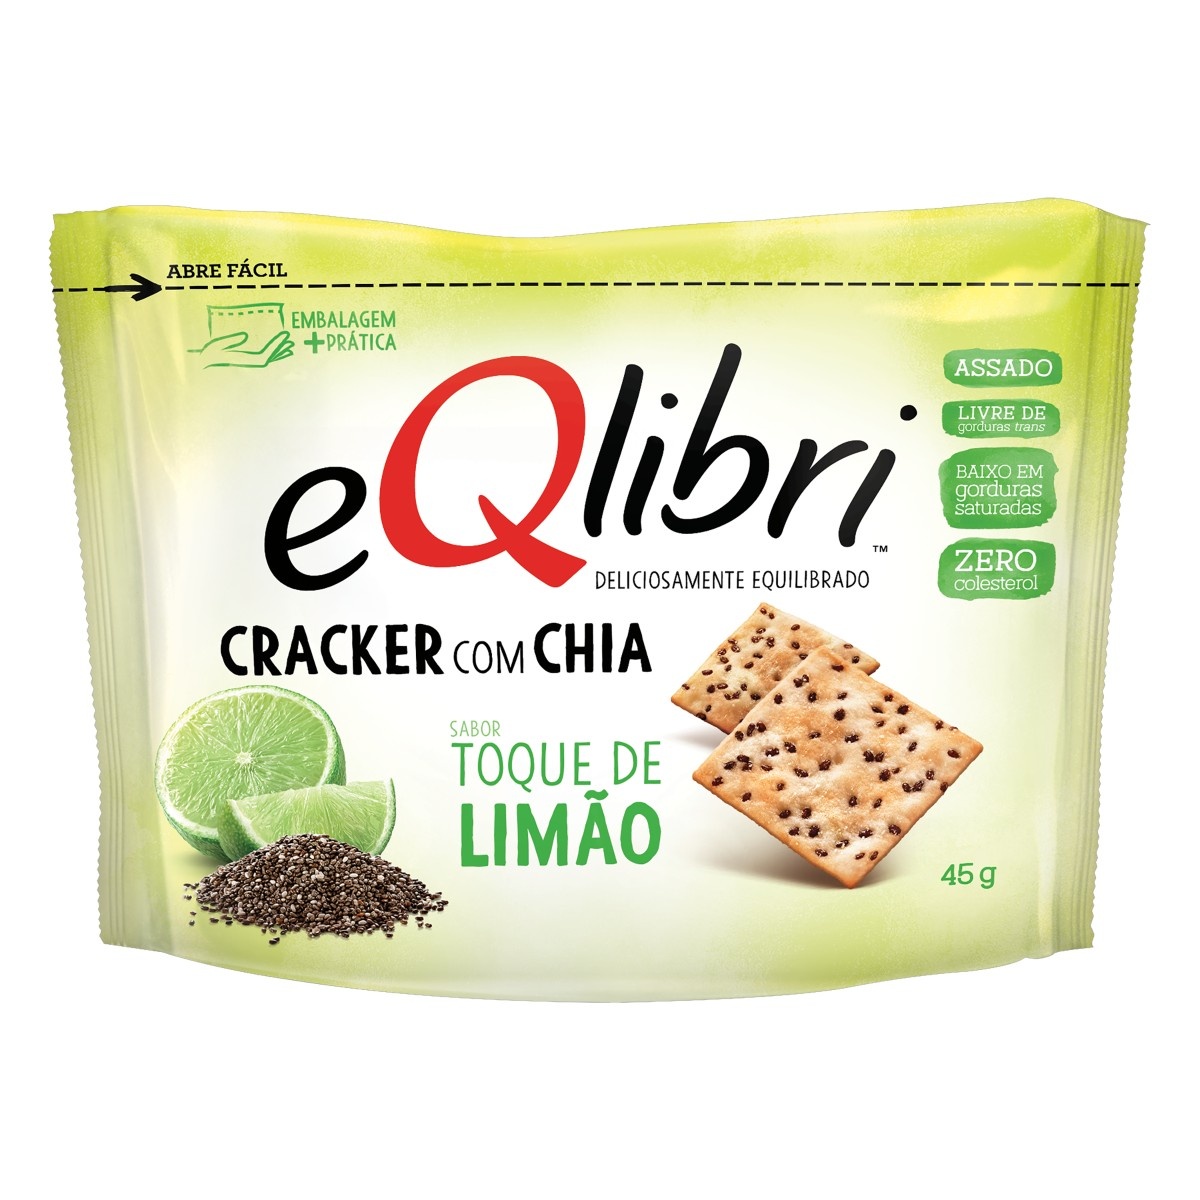 ABRE FÁCIL
EMBALAGEM
+PRÁTICA
eQlibri™
DELICIOSAMENTE EQUILIBRADO
ASSADO
LIVRE DE
gorduras trans
BAIXO EM
gorduras
saturadas
ZERO
colesterol
CRACKER COM CHIA
SABOR
TOQUE DE
LIMÃO
45 g